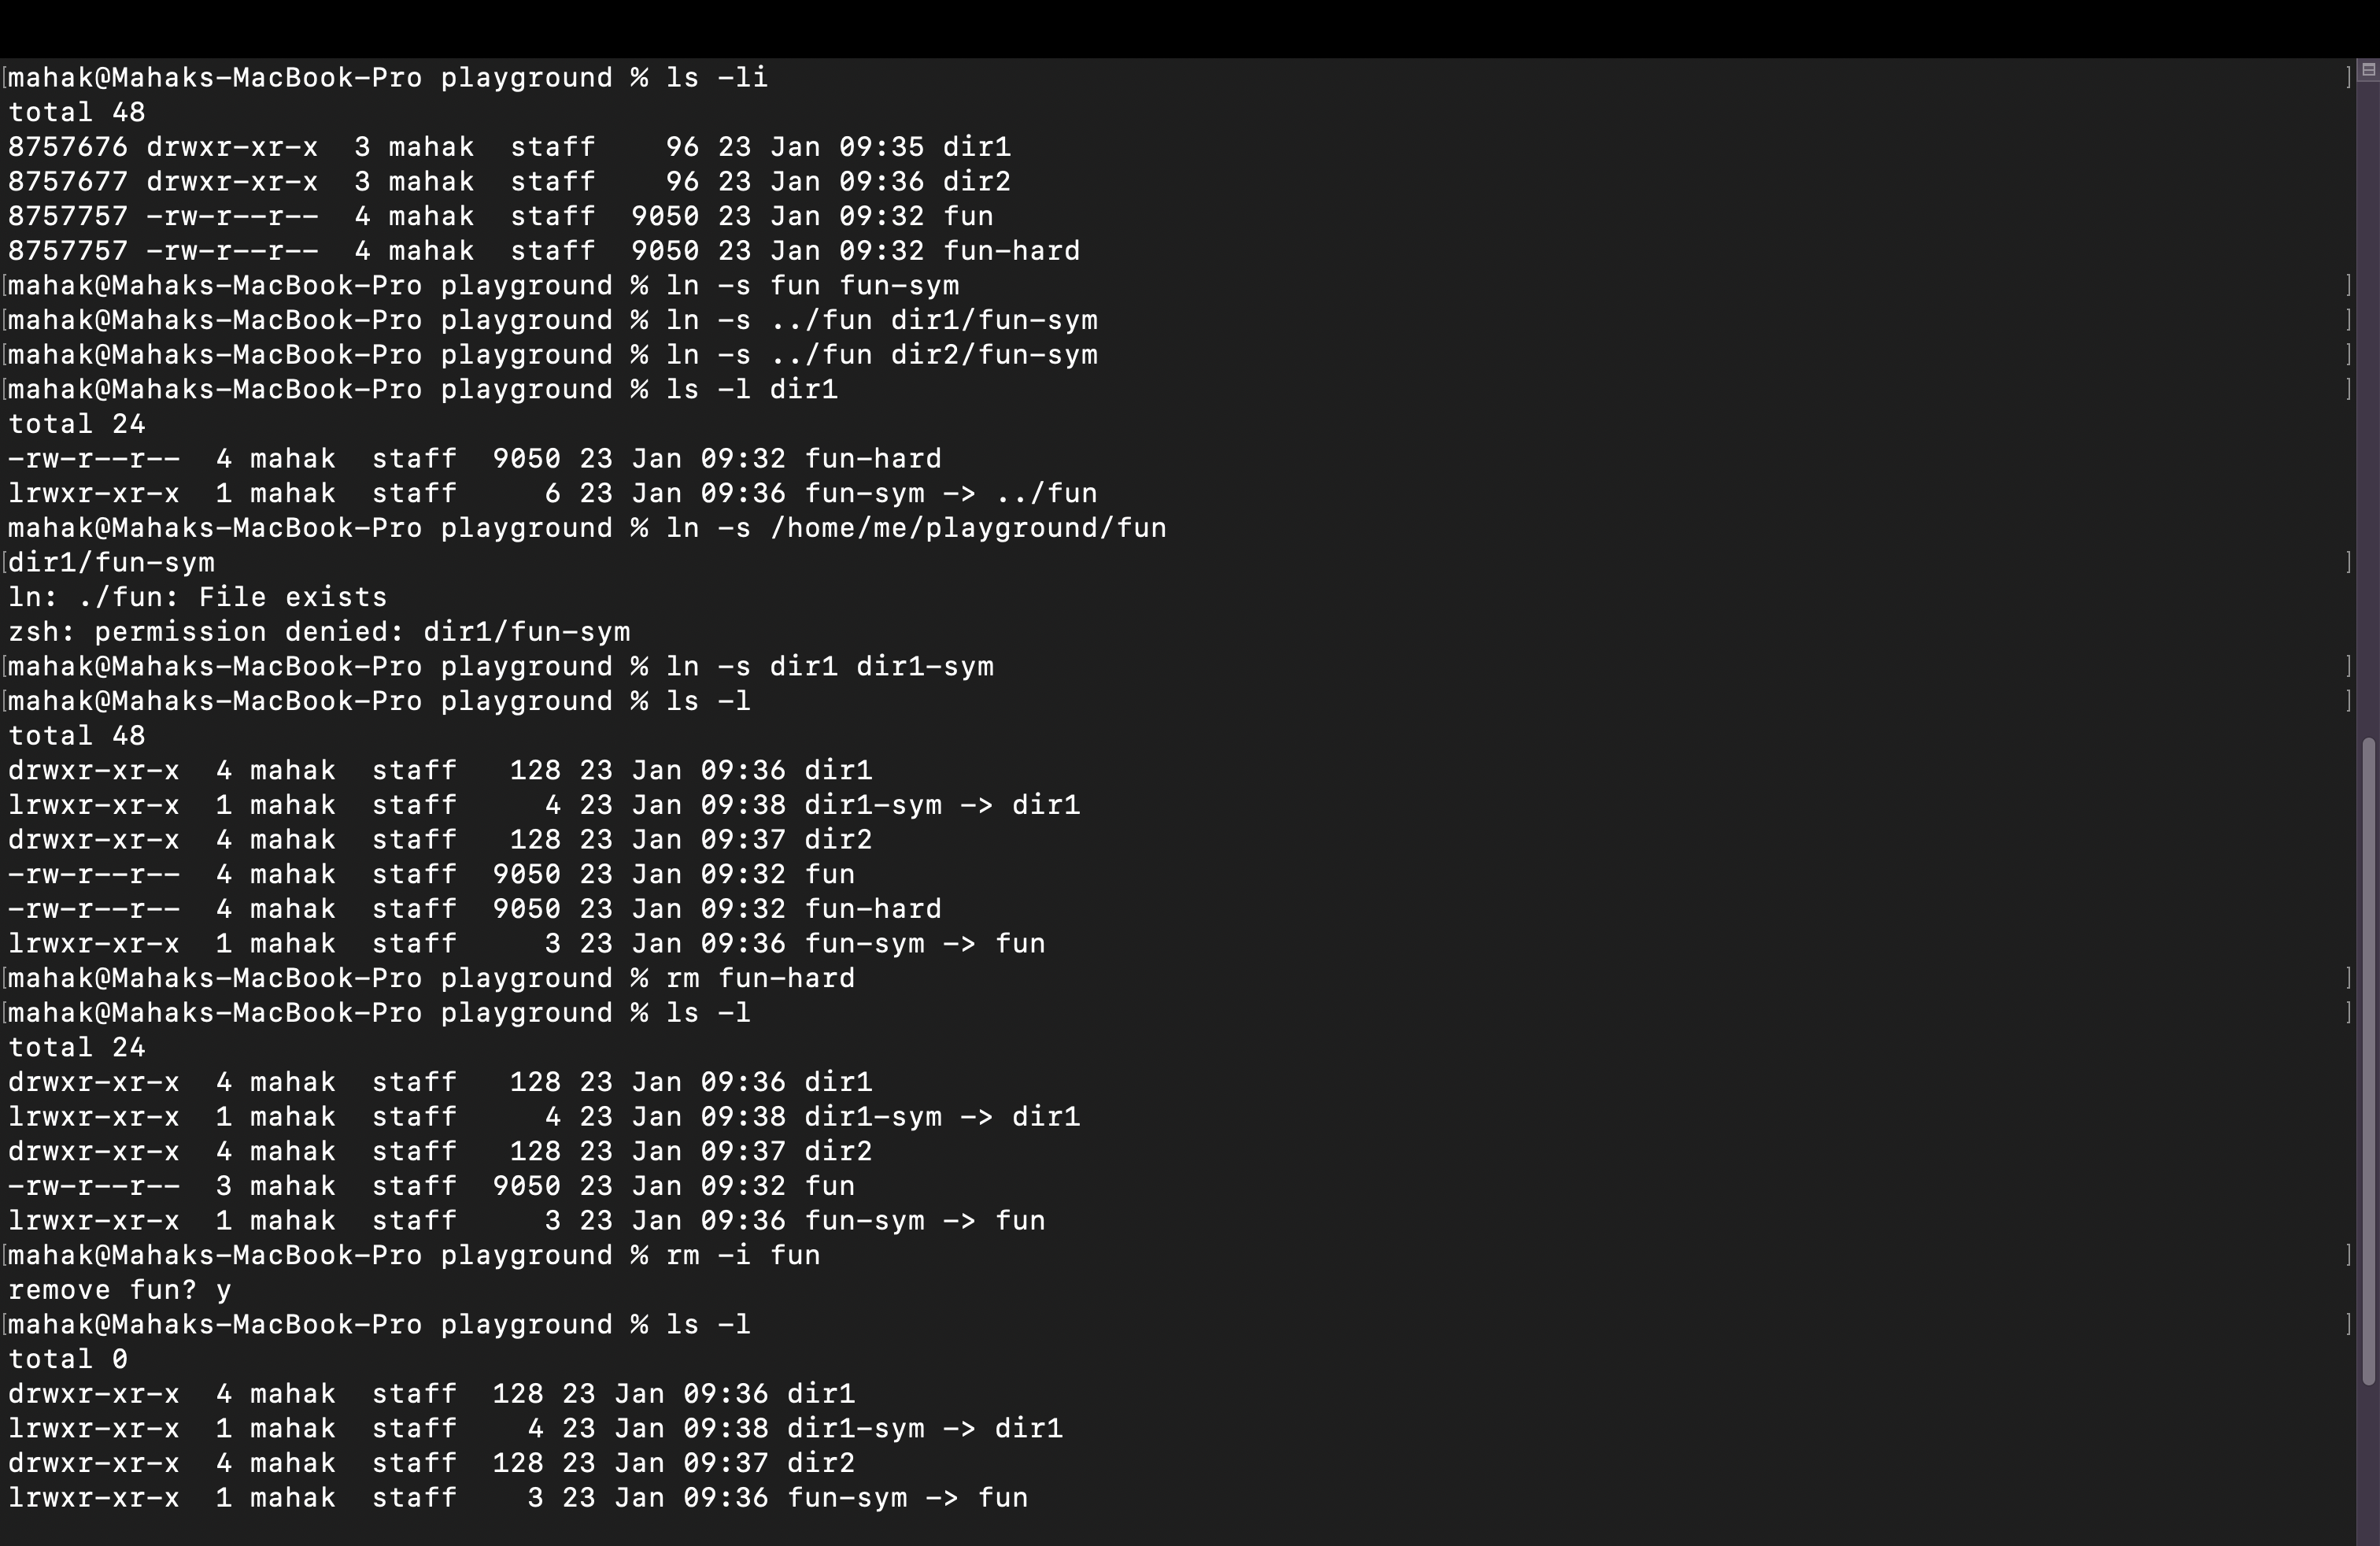 [mahak@Mahaks-MacBook-Pro playground % ls -li ]
total 48
8757676 drwxr-xr-x  3 mahak  staff    96 23 Jan 09:35 dir1
8757677 drwxr-xr-x  3 mahak  staff    96 23 Jan 09:36 dir2
8757757 -rw-r--r--  4 mahak  staff  9050 23 Jan 09:32 fun
8757757 -rw-r--r--  4 mahak  staff  9050 23 Jan 09:32 fun-hard
[mahak@Mahaks-MacBook-Pro playground % ln -s fun fun-sym ]
[mahak@Mahaks-MacBook-Pro playground % ln -s ../fun dir1/fun-sym ]
[mahak@Mahaks-MacBook-Pro playground % ln -s ../fun dir2/fun-sym ]
[mahak@Mahaks-MacBook-Pro playground % ls -l dir1 ]
total 24
-rw-r--r--  4 mahak  staff  9050 23 Jan 09:32 fun-hard
lrwxr-xr-x  1 mahak  staff     6 23 Jan 09:36 fun-sym -> ../fun
mahak@Mahaks-MacBook-Pro playground % ln -s /home/me/playground/fun
[dir1/fun-sym ]
ln: ./fun: File exists
zsh: permission denied: dir1/fun-sym
[mahak@Mahaks-MacBook-Pro playground % ln -s dir1 dir1-sym ]
[mahak@Mahaks-MacBook-Pro playground % ls -l ]
total 48
drwxr-xr-x  4 mahak  staff   128 23 Jan 09:36 dir1
lrwxr-xr-x  1 mahak  staff     4 23 Jan 09:38 dir1-sym -> dir1
drwxr-xr-x  4 mahak  staff   128 23 Jan 09:37 dir2
-rw-r--r--  4 mahak  staff  9050 23 Jan 09:32 fun
-rw-r--r--  4 mahak  staff  9050 23 Jan 09:32 fun-hard
lrwxr-xr-x  1 mahak  staff     3 23 Jan 09:36 fun-sym -> fun
[mahak@Mahaks-MacBook-Pro playground % rm fun-hard ]
[mahak@Mahaks-MacBook-Pro playground % ls -l ]
total 24
drwxr-xr-x  4 mahak  staff   128 23 Jan 09:36 dir1
lrwxr-xr-x  1 mahak  staff     4 23 Jan 09:38 dir1-sym -> dir1
drwxr-xr-x  4 mahak  staff   128 23 Jan 09:37 dir2
-rw-r--r--  3 mahak  staff  9050 23 Jan 09:32 fun
lrwxr-xr-x  1 mahak  staff     3 23 Jan 09:36 fun-sym -> fun
[mahak@Mahaks-MacBook-Pro playground % rm -i fun ]
remove fun? y
[mahak@Mahaks-MacBook-Pro playground % ls -l ]
total 0
drwxr-xr-x  4 mahak  staff  128 23 Jan 09:36 dir1
lrwxr-xr-x  1 mahak  staff    4 23 Jan 09:38 dir1-sym -> dir1
drwxr-xr-x  4 mahak  staff  128 23 Jan 09:37 dir2
lrwxr-xr-x  1 mahak  staff    3 23 Jan 09:36 fun-sym -> fun